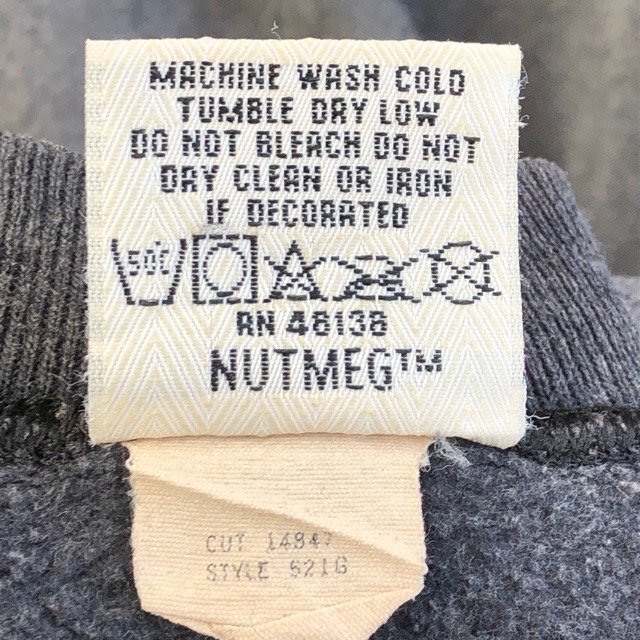 MACHINE WASH COLD
TUMBLE DRY LOW
DO NOT BLEACH DO NOT
DRY CLEAN OR IRON
IF DECORATED
50°C
RN 46138
NUTMEG™
CUT 14847
STYLE 521G